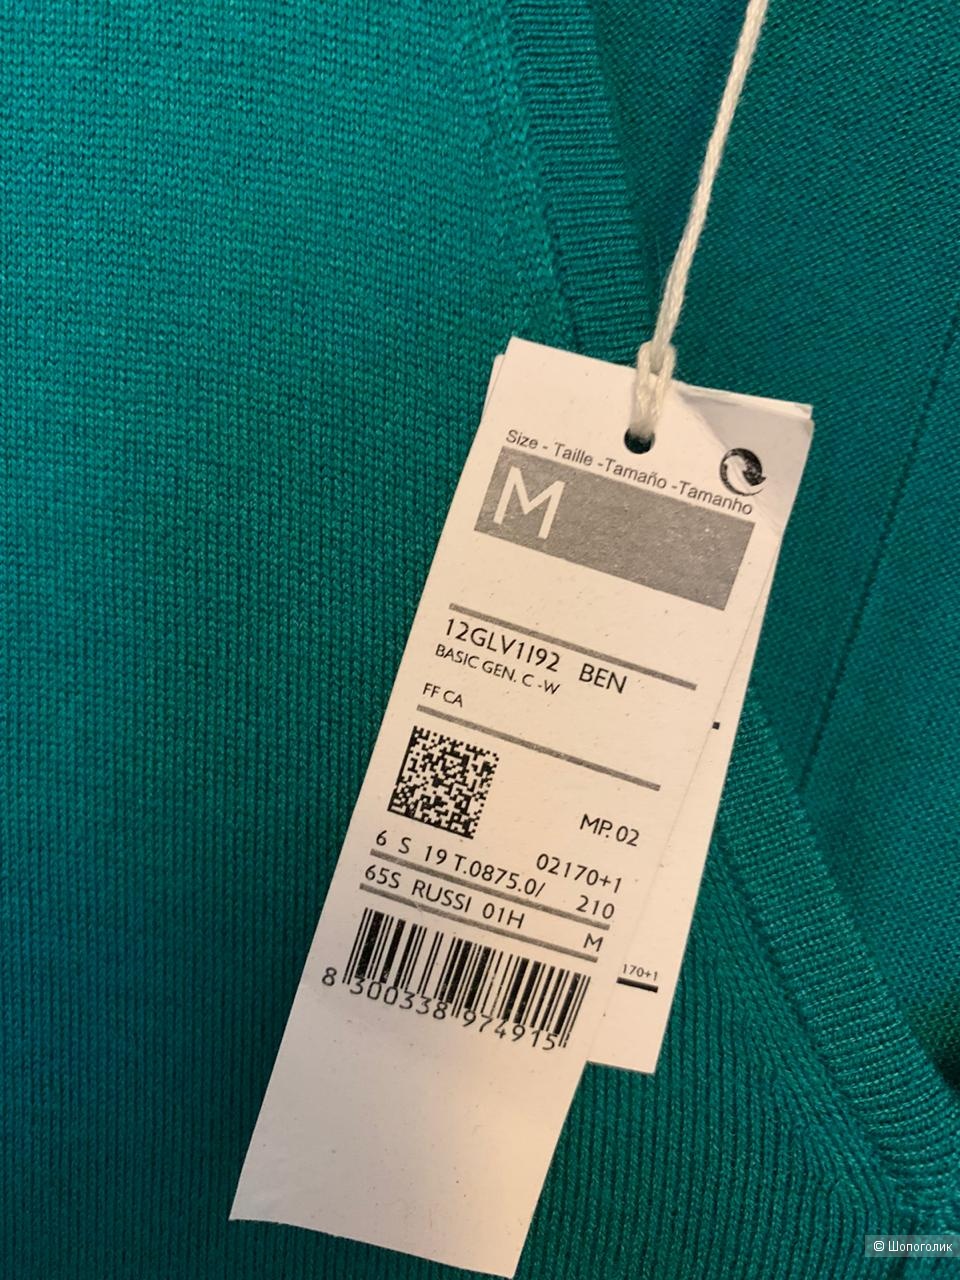 Size - Taille -Tamaño -Tamanho
M
12GLV1I92 BEN
BASIC GEN. C -W
FF CA
MP. 02
02170+1
6 S 19 T.0875.0/ 210
65S RUSSI 01H M
8 300338 974915
170+1
© Шопоголик